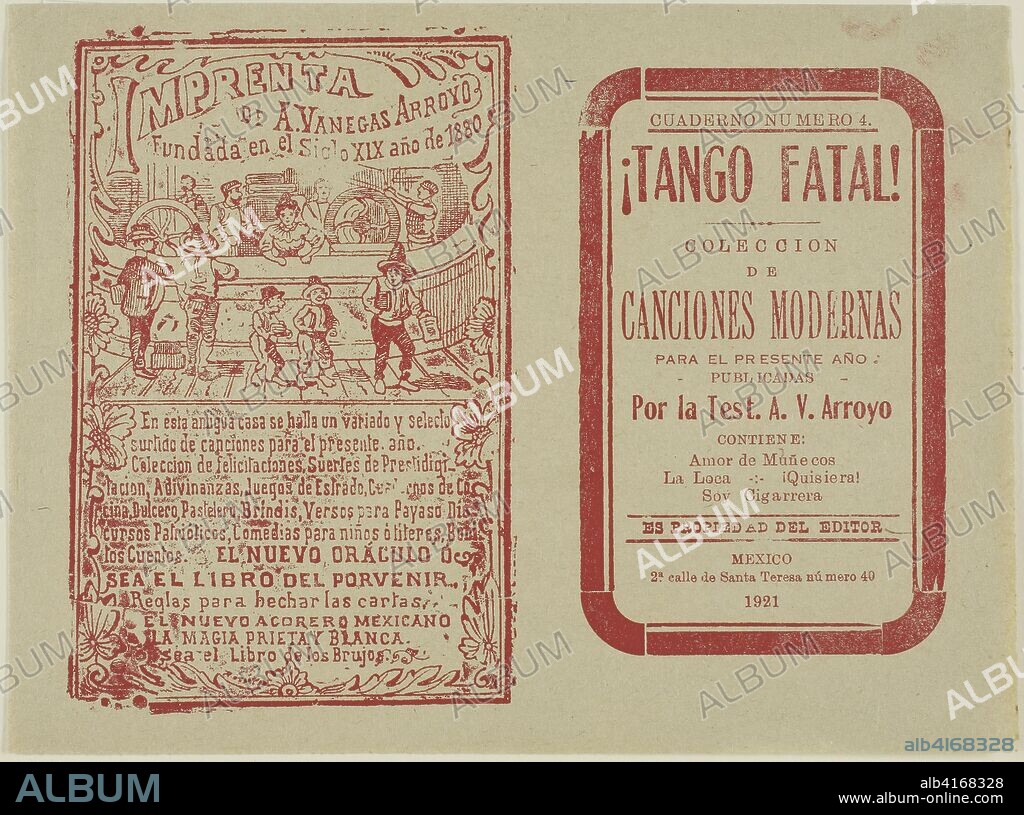 IMPRENTA
DE A. VANEGAS ARROYO
Fundada en el Siglo XIX año de 1880
En esta antigua casa se halla un variado y selecto
surtido de canciones para el presente. año.
Coleccion de felicitaciones, Suertes de Prestidigi
tacion, Adivinanzas, Juegos de Estrado, de Co
cina, Dulcero, Pastelero, Brindis, Versos para Payaso, Dis
cursos Patrióticos, Comedias para niños ó titeres, Boni
tos Cuentos. EL NUEVO ORÁCULO Ó
SEA EL LIBRO DEL PORVENIR.
Reglas para hechar las cartas.
EL NUEVO AGORERO MEXICANO
LA MAGIA PRIETA Y BLANCA.
sea el Libro de los Brujos.
CUADERNO NUMERO 4.
¡TANGO FATAL!
COLECCION
DE
CANCIONES MODERNAS
PARA EL PRESENTE AÑO
- PUBLICADAS -
Por la Test. A. V. Arroyo
CONTIENE:
Amor de Muñecos
La Loca -:- ¡Quisiera!
Soy Cigarrera
ES PROPIEDAD DEL EDITOR
MEXICO
2ª calle de Santa Teresa número 40
1921
alb4168328
ALBUM
alb4168328
www.album-online.com